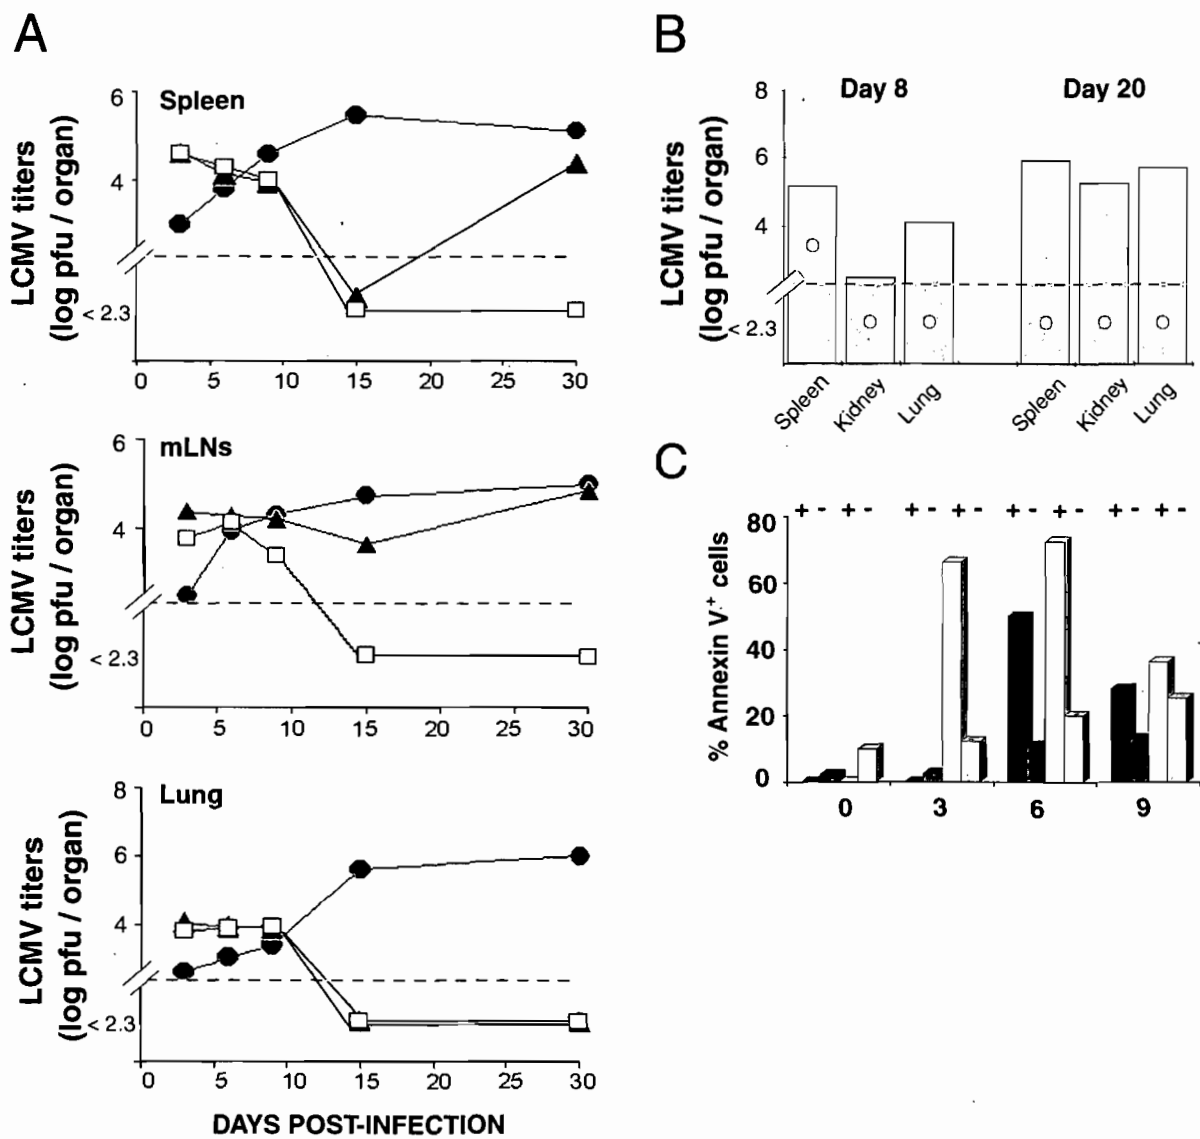 A
Spleen
LCMV titers
(log pfu / organ)
6
4
< 2.3
0 5 10 15 20 25 30
mLNs
LCMV titers
(log pfu / organ)
6
4
< 2.3
0 5 10 15 20 25 30
Lung
LCMV titers
(log pfu / organ)
8
6
4
< 2.3
0 5 10 15 20 25 30
DAYS POST-INFECTION
B
Day 8 Day 20
LCMV titers
(log pfu / organ)
8
6
4
< 2.3
Spleen Kidney Lung Spleen Kidney Lung
C
+ - + - + - + - + - + - + - + -
% Annexin V+ cells
80
60
40
20
0
0 3 6 9